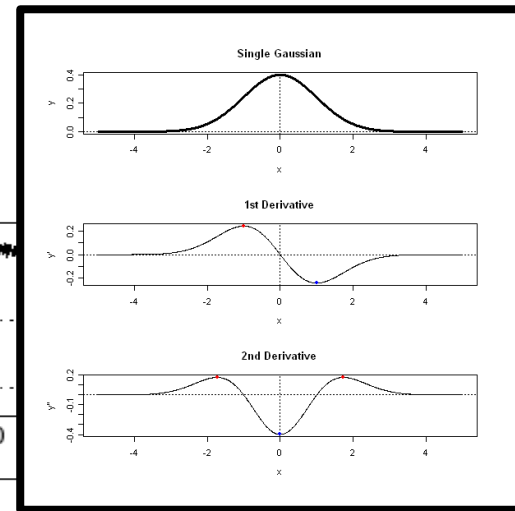 Single Gaussian
y
0.0 0.2 0.4
-4 -2 0 2 4
x
1st Derivative
y'
-0.2 0.0 0.2
-4 -2 0 2 4
x
2nd Derivative
y"
-0.4 -0.1 0.2
-4 -2 0 2 4
x
)